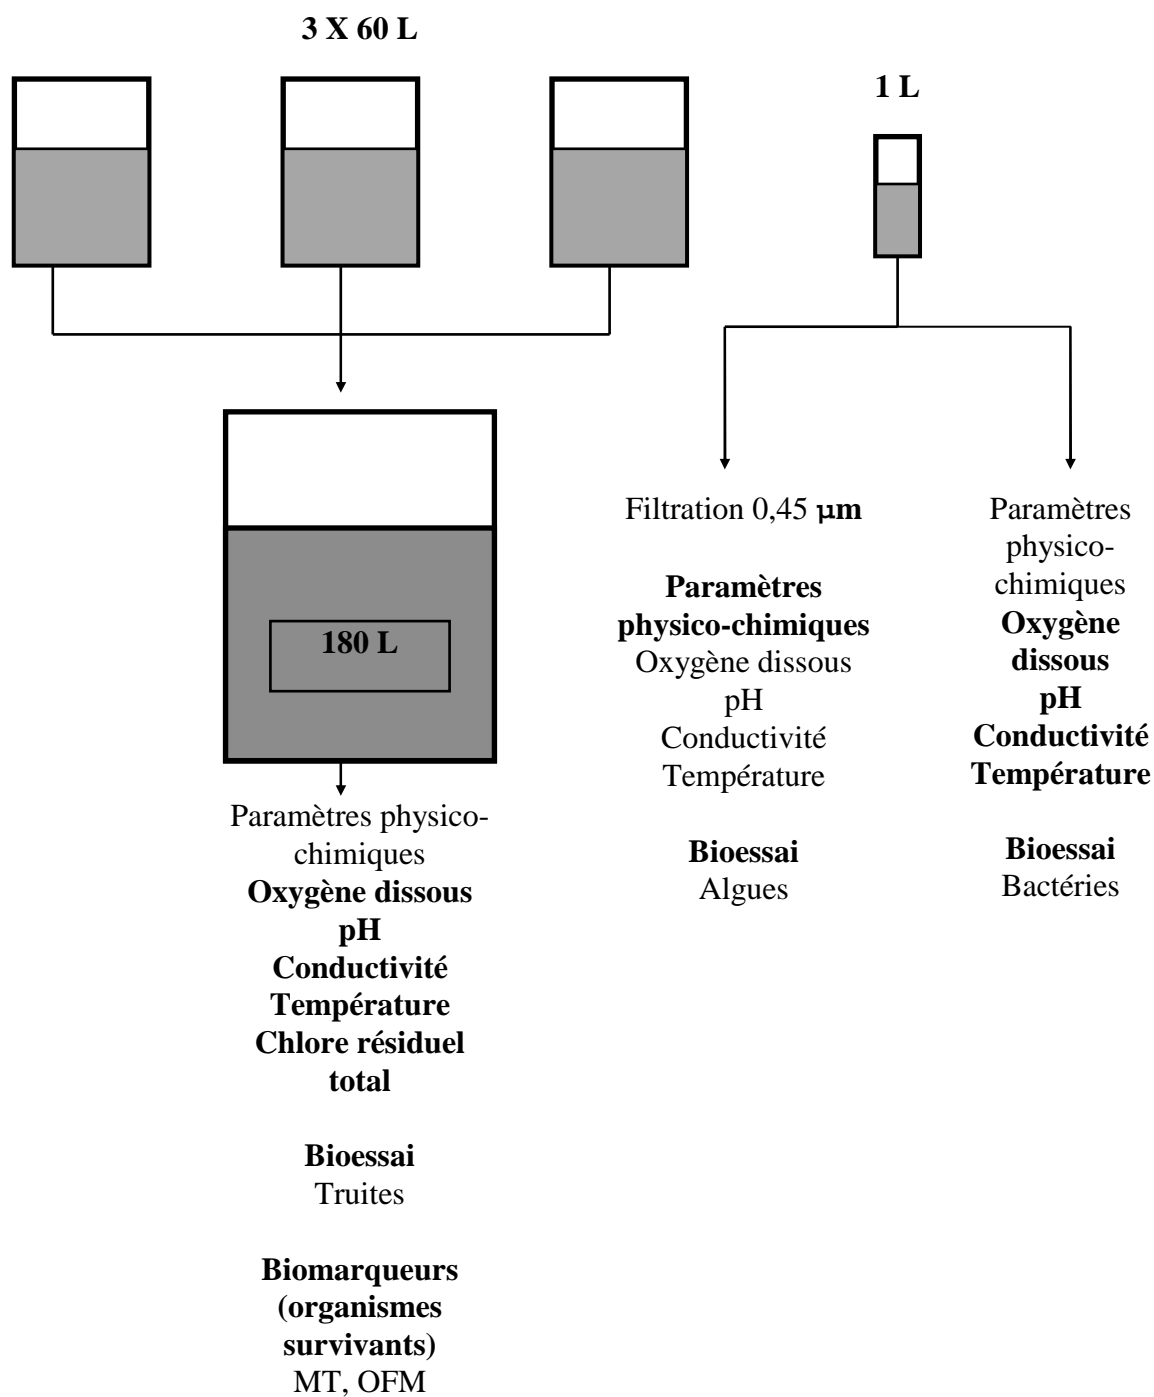 3 X 60 L
1 L
180 L
Paramètres physico-
chimiques
Oxygène dissous
pH
Conductivité
Température
Chlore résiduel
total
Bioessai
Truites
Biomarqueurs
(organismes
survivants)
MT, OFM
Filtration 0,45 µm
Paramètres
physico-chimiques
Oxygène dissous
pH
Conductivité
Température
Bioessai
Algues
Paramètres
physico-
chimiques
Oxygène
dissous
pH
Conductivité
Température
Bioessai
Bactéries